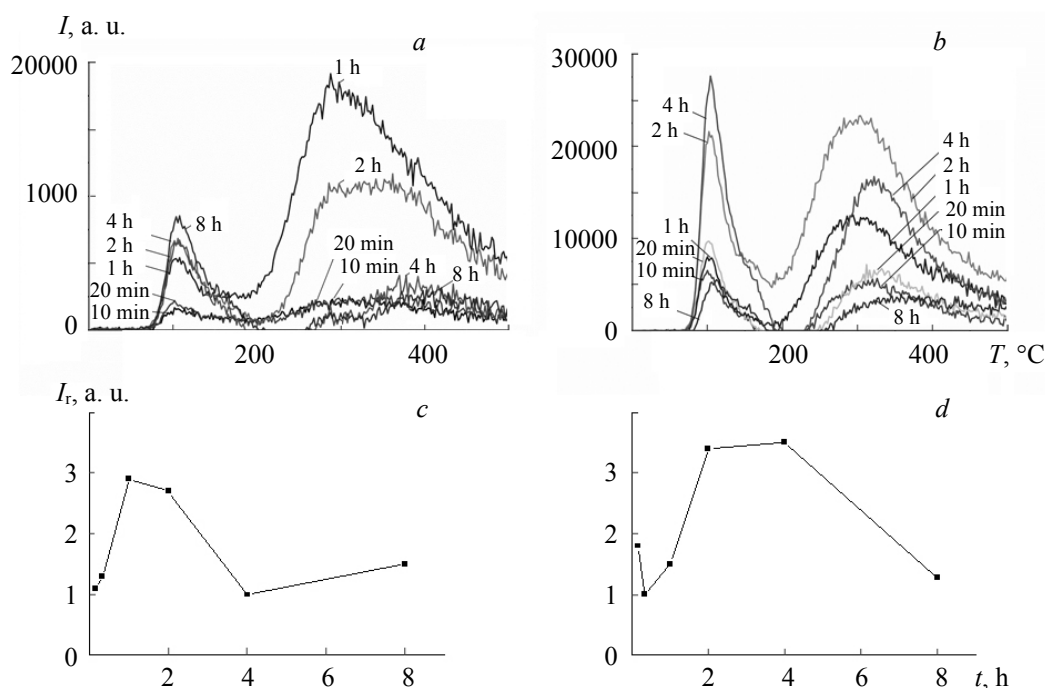 I, a. u.
a
20000
1000
0
1 h
2 h
4 h
8 h
2 h
1 h
20 min
10 min
20 min
10 min
4 h
8 h
200
400
b
30000
20000
10000
0
4 h
2 h
1 h
20 min
10 min
8 h
4 h
2 h
1 h
20 min
10 min
8 h
200
400
T, °C
Ir, a. u.
c
3
2
1
0
2
4
6
8
d
3
2
1
0
2
4
6
8
t, h